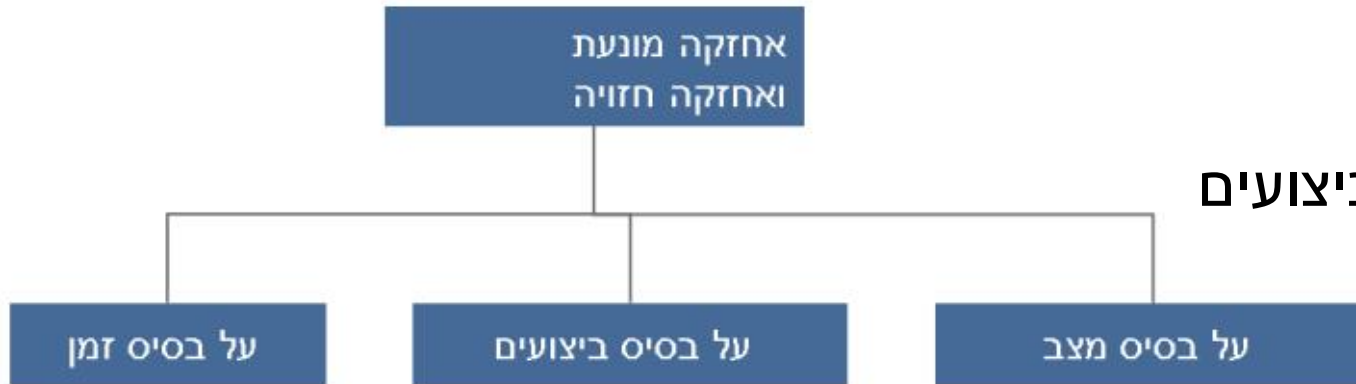 אחזקה מונעת
ואחזקה חזויה
ביצועים
על בסיס מצב
על בסיס ביצועים
על בסיס זמן